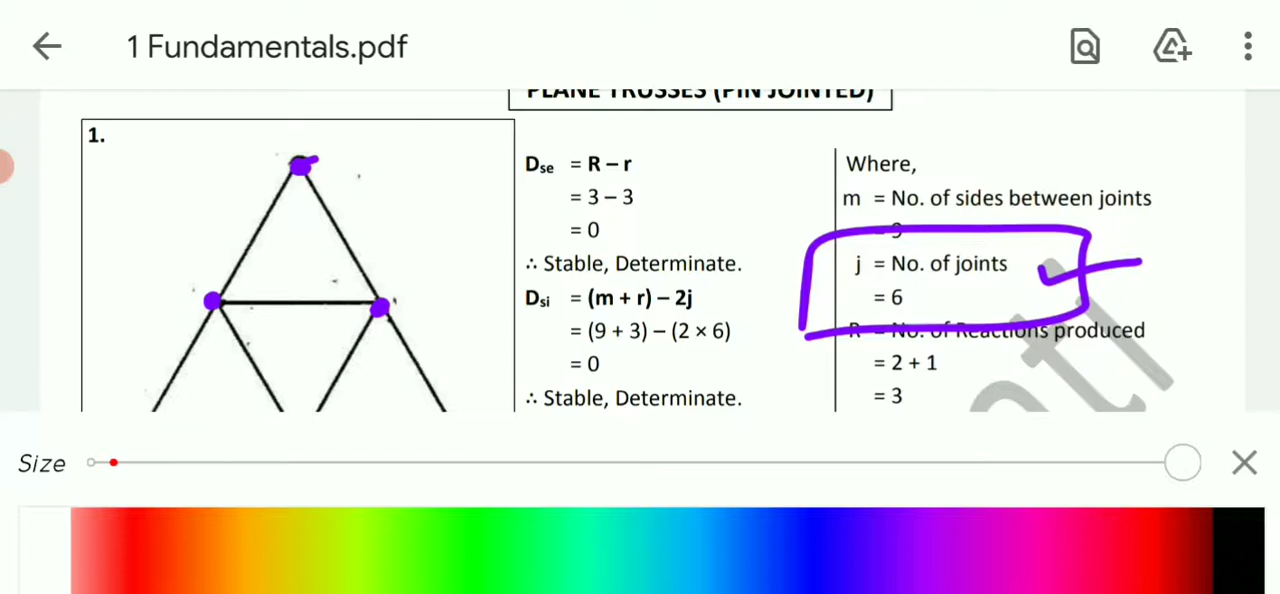 1 Fundamentals.pdf
PLANE TRUSSES (PIN JOINTED)
1.
Dse = R – r
= 3 – 3
= 0
∴ Stable, Determinate.
Dsi = (m + r) – 2j
= (9 + 3) – (2 × 6)
= 0
∴ Stable, Determinate.
Where,
m = No. of sides between joints
= 9
j = No. of joints
= 6
R = No. of Reactions produced
= 2 + 1
= 3
Size